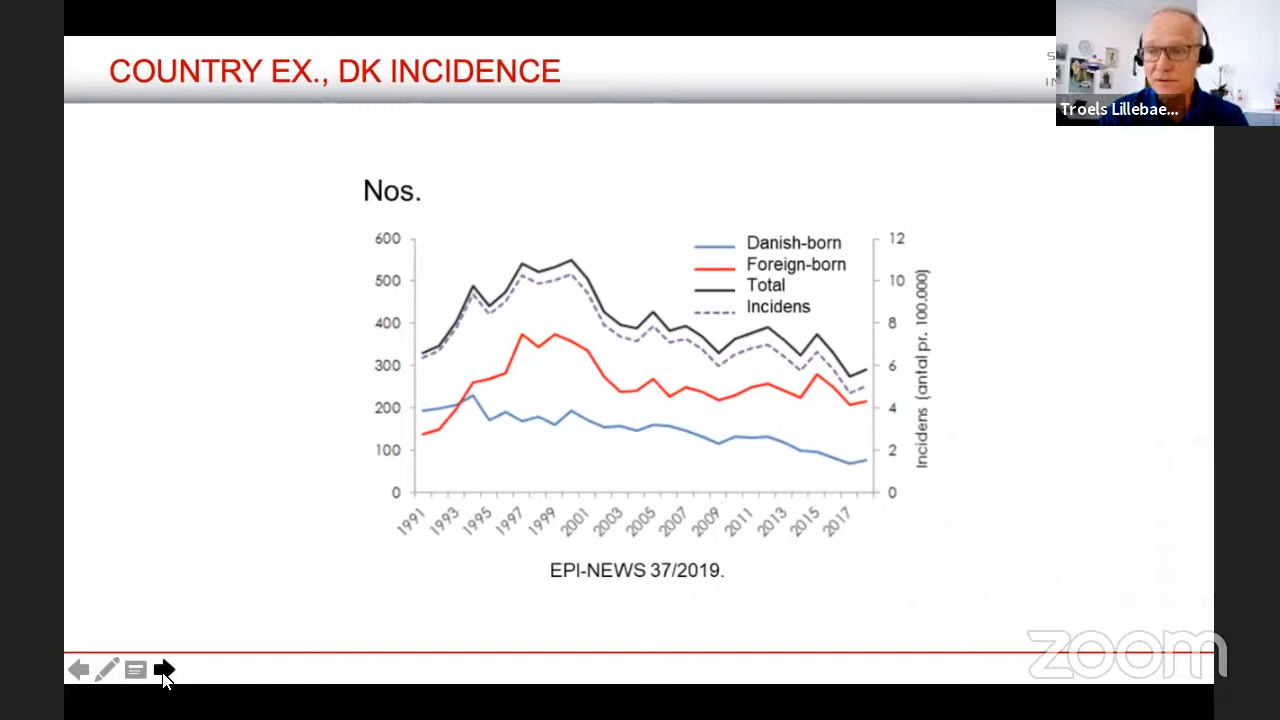 COUNTRY EX., DK INCIDENCE
Troels Lillebae...
Nos.
600
500
400
300
200
100
0
12
10
8
6
4
2
0
Danish-born
Foreign-born
Total
Incidens
Incidens (antal pr. 100.000)
1991 1993 1995 1997 1999 2001 2003 2005 2007 2009 2011 2013 2015 2017
EPI-NEWS 37/2019.
zoom